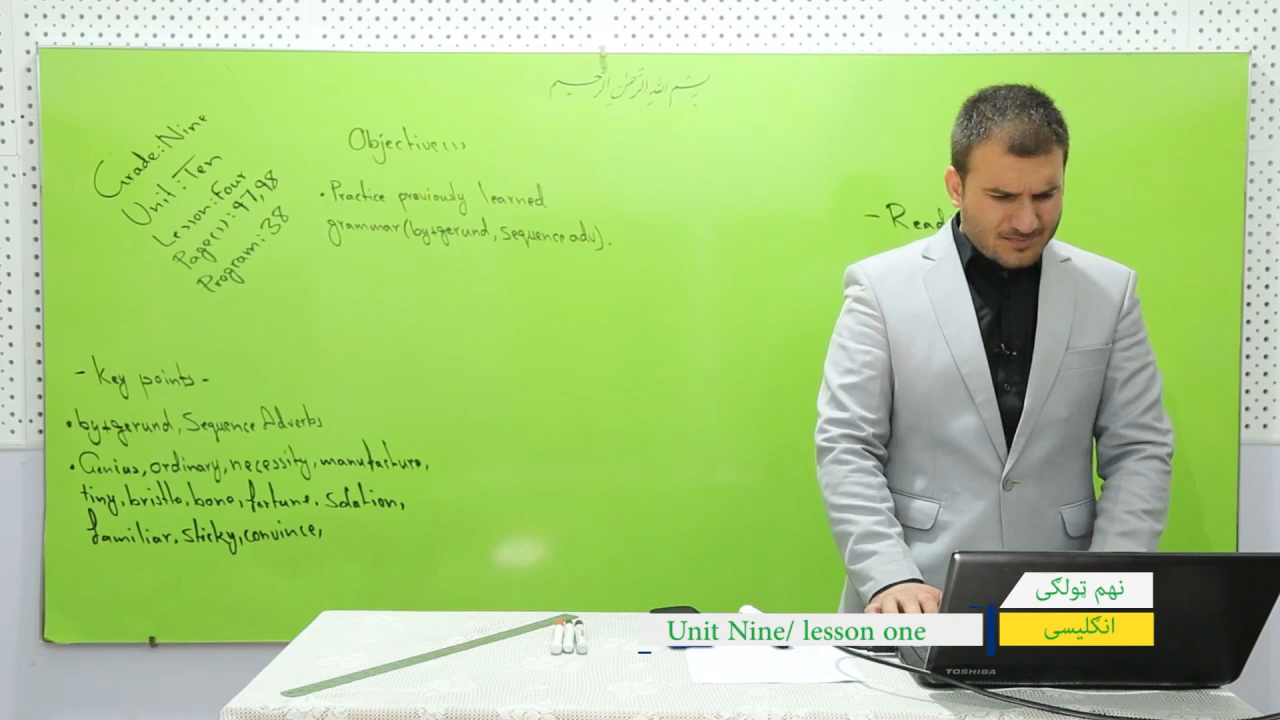 بسم الله الرحمن الرحيم
Grade: Nine
Unit: Ten
Lesson: Four
Page(s): 97,98
Program: 38
Objective(s)
• Practice previously learned
grammar (by+gerund, Sequence adv).
- Read
- Key points -
• by+gerund, Sequence Adverbs
• Genius, ordinary, necessity, manufacture,
tiny, bristle, bone, fortune, Solution,
familiar, sticky, convince,
نهم ټولګی
انګلیسی
Unit Nine/ lesson one
TOSHIBA